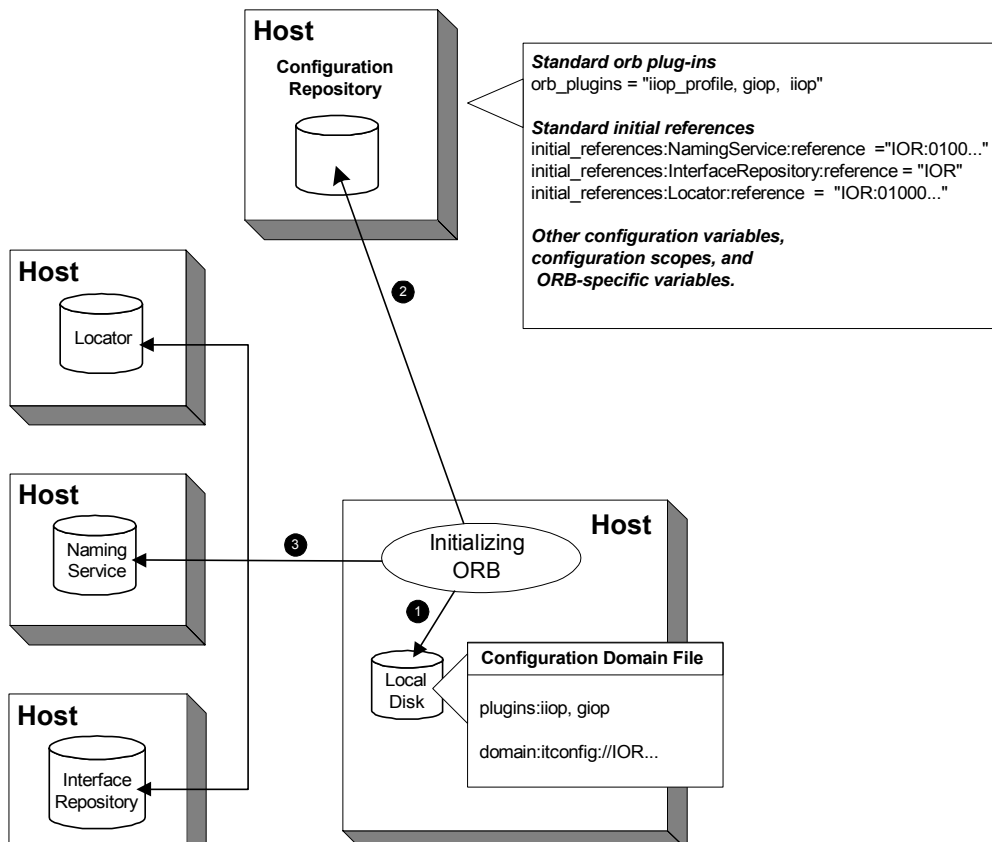 Host
Configuration
Repository
Standard orb plug-ins
orb_plugins = "iiop_profile, giop, iiop"
Standard initial references
initial_references:NamingService:reference ="IOR:0100..."
initial_references:InterfaceRepository:reference = "IOR"
initial_references:Locator:reference = "IOR:01000..."
Other configuration variables,
configuration scopes, and
ORB-specific variables.
2
Host
Locator
Host
Naming
Service
3
Host
Initializing
ORB
1
Local
Disk
Configuration Domain File
plugins:iiop, giop
domain:itconfig://IOR...
Host
Interface
Repository